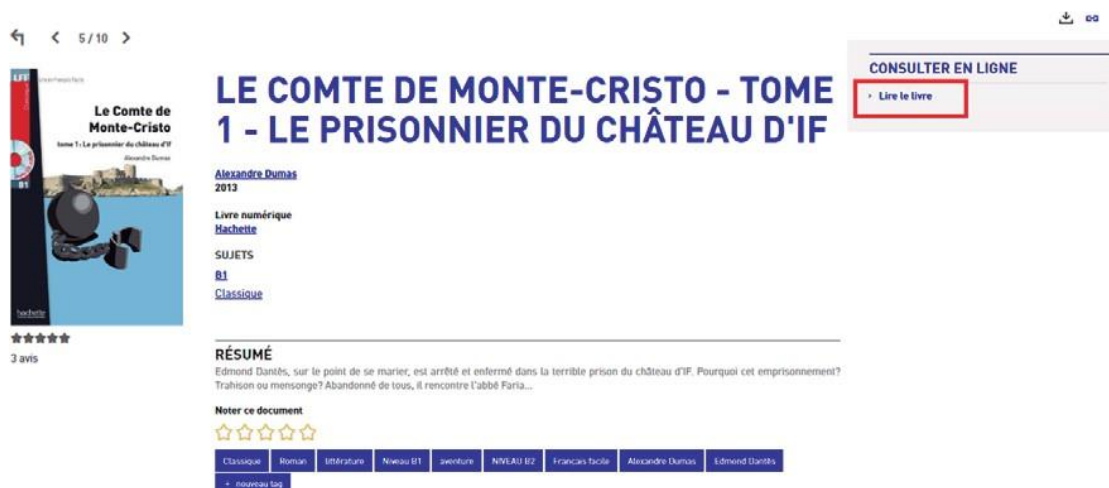 5/10
CONSULTER EN LIGNE
Lire le livre
LFF
Le Comte de
Monte-Cristo
tome 1 : Le prisonnier du château d'If
Alexandre Dumas
B1
hachette
3 avis
LE COMTE DE MONTE-CRISTO - TOME
1 - LE PRISONNIER DU CHÂTEAU D'IF
Alexandre Dumas
2013
Livre numérique
Hachette
SUJETS
B1
Classique
RÉSUMÉ
Edmond Dantès, sur le point de se marier, est arrêté et enfermé dans la terrible prison du château d'IF. Pourquoi cet emprisonnement?
Trahison ou mensonge? Abandonné de tous, il rencontre l'abbé Faria...
Noter ce document
Classique Roman littérature Niveau B1 aventure NIVEAU B2 Francais facile Alexandre Dumas Edmond Dantès
+ nouveau tag